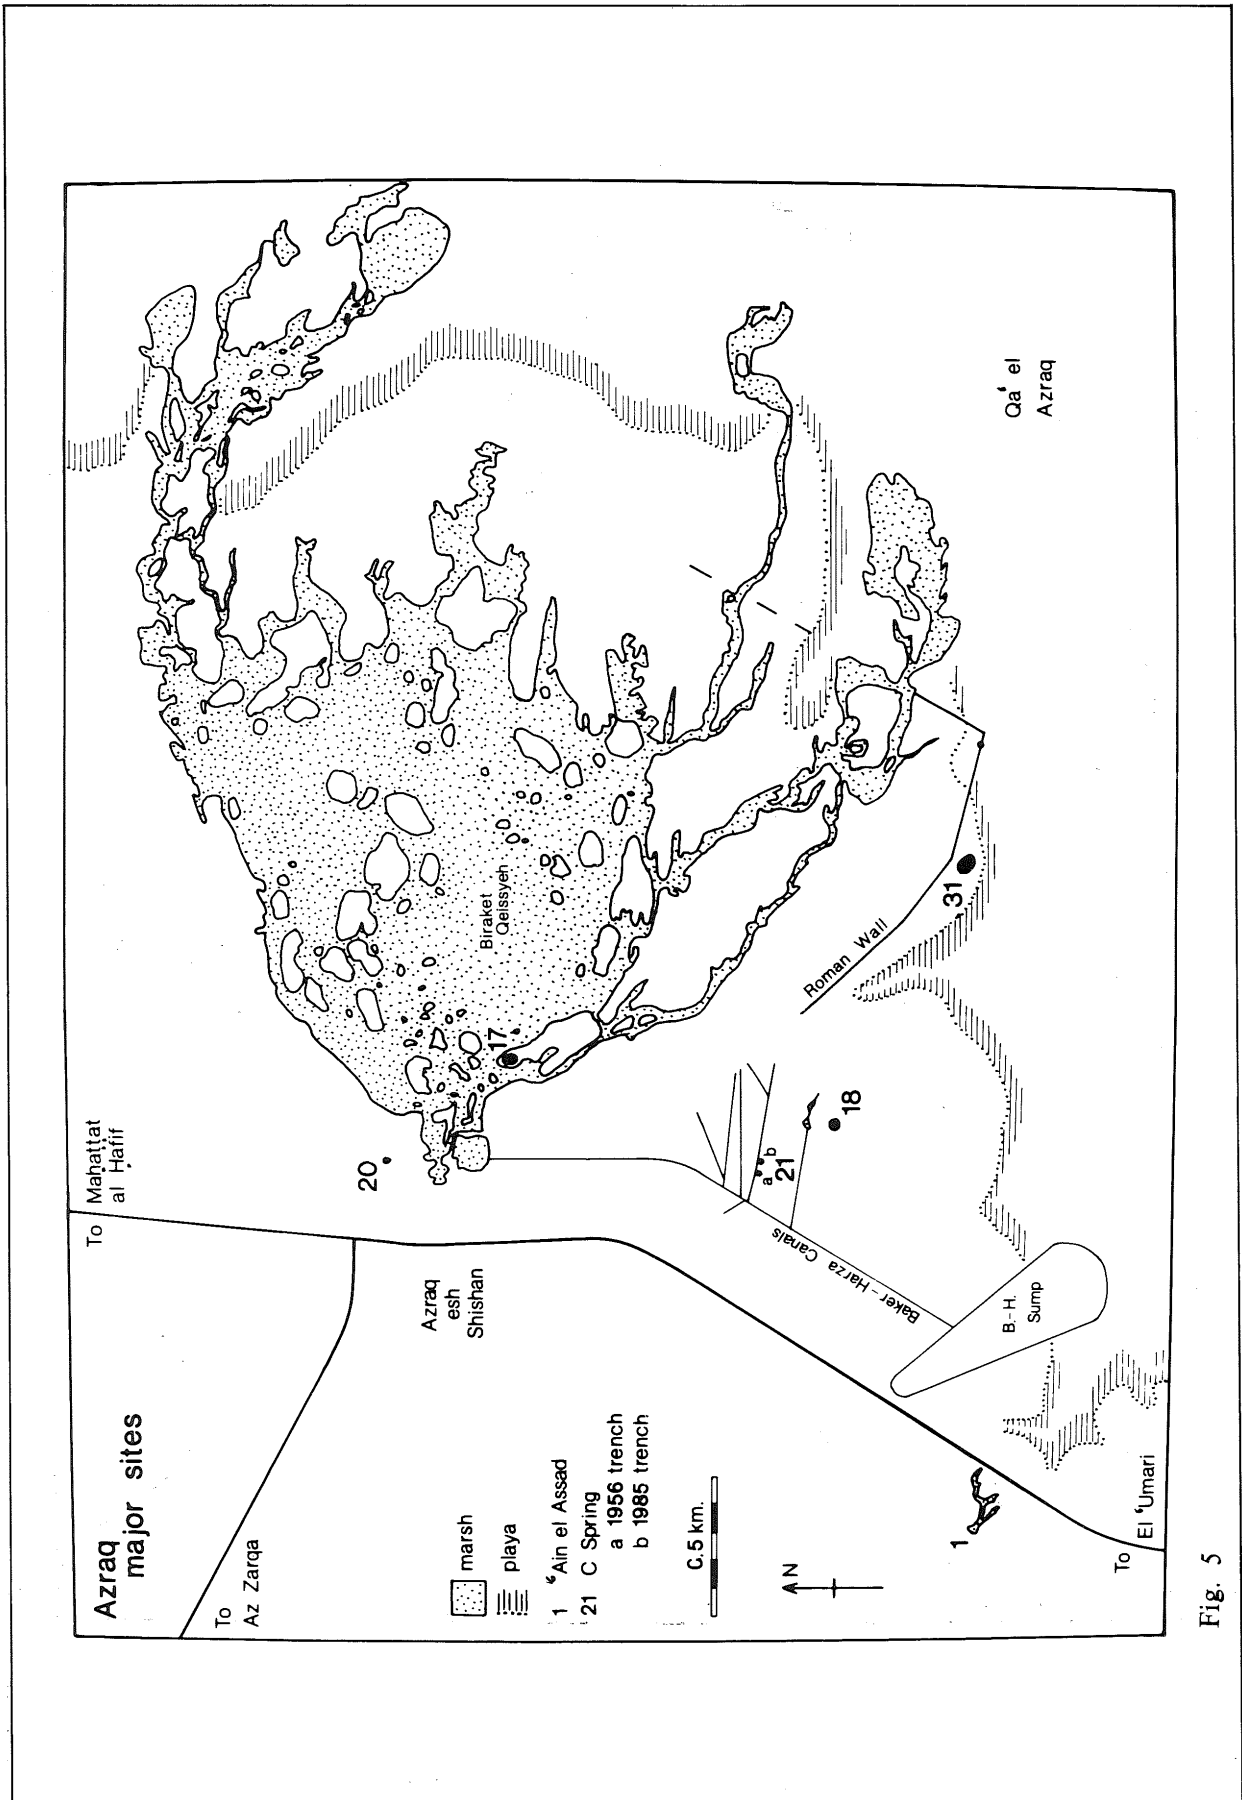 Azraq
major sites
To
Az Zarqa
To
Mahattat
al Hafif
marsh
playa
1 ʿAin el Assad
21 C Spring
a 1956 trench
b 1985 trench
C.5 km.
N
Azraq
esh
Shishan
20
17
Biraket
Qeissyeh
a
b
21
18
Baker-Harza Canals
B.-H.
Sump
Roman Wall
31
Qaʿ el
Azraq
1
To
El ʿUmari
Fig. 5